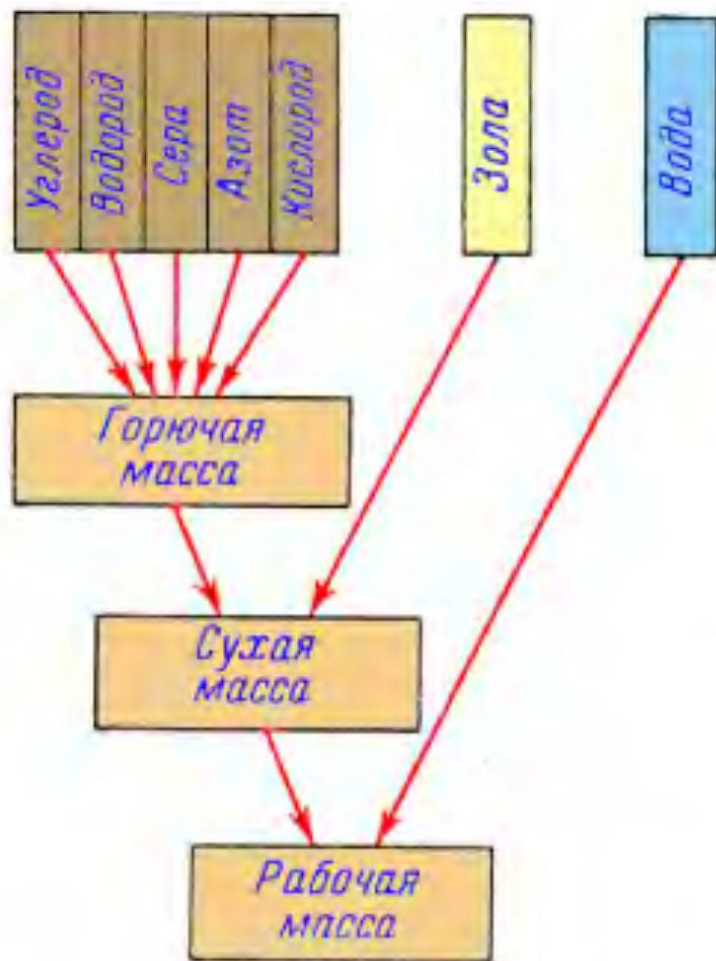 Углерод
Водород
Сера
Азот
Кислород
Зола
Вода
Горючая
масса
Сухая
масса
Рабочая
масса